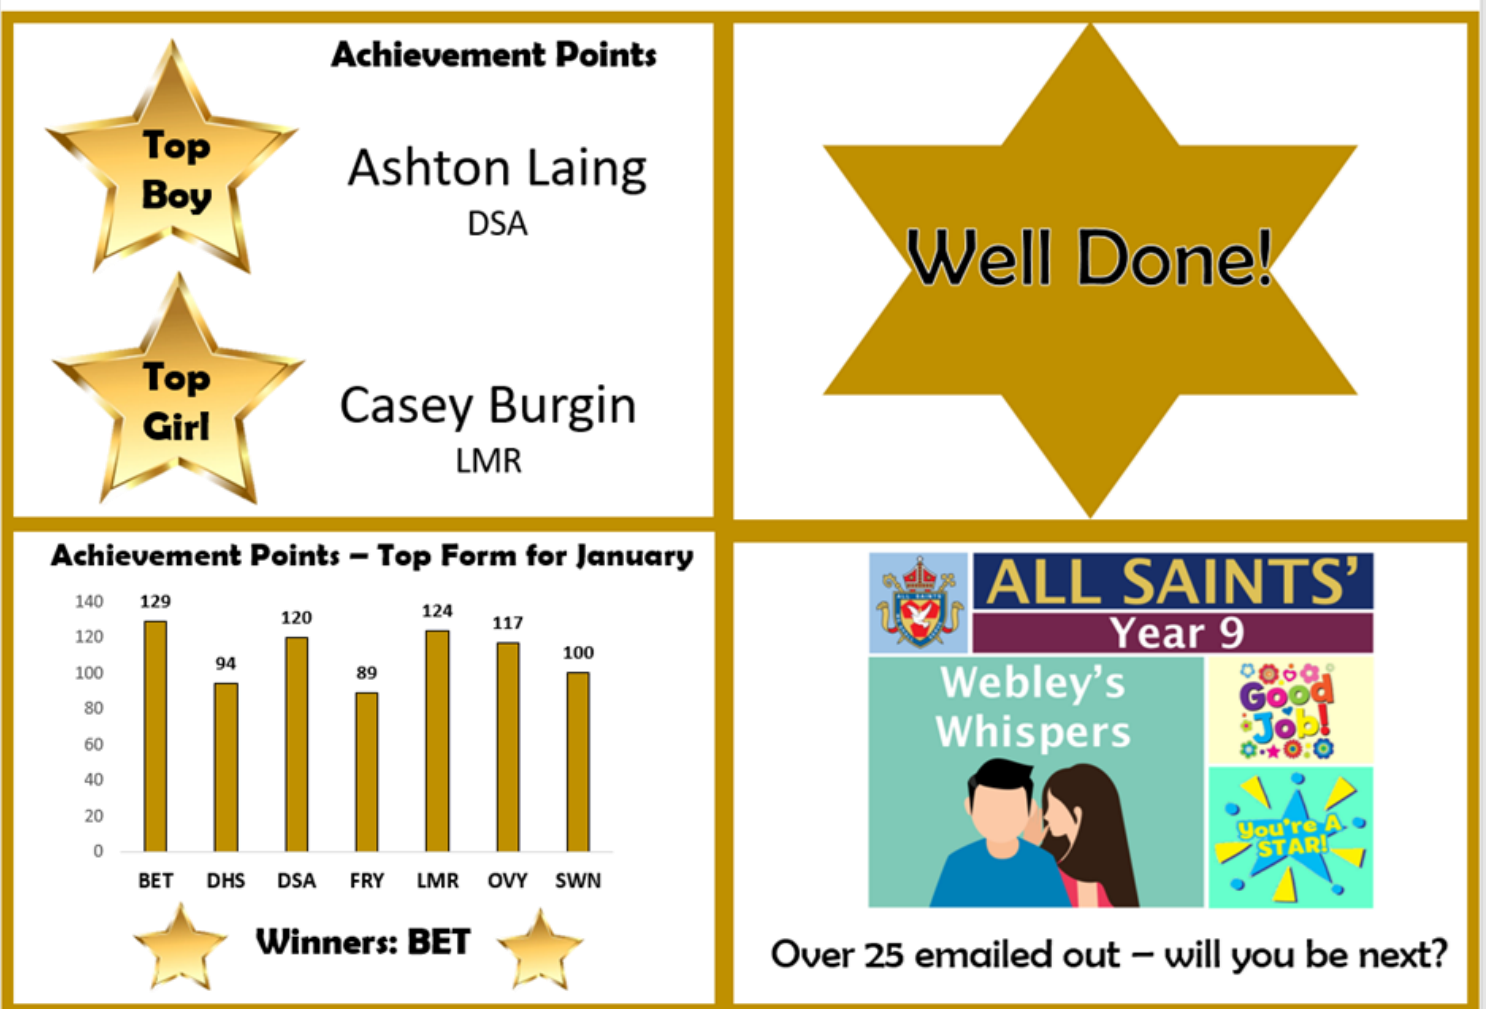 Achievement Points
Top
Boy
Ashton Laing
DSA
Top
Girl
Casey Burgin
LMR
Well Done!
Achievement Points – Top Form for January
140
120
100
80
60
40
20
0
129
94
120
89
124
117
100
BET DHS DSA FRY LMR OVY SWN
Winners: BET
ALL SAINTS
ALL SAINTS’
Year 9
Webley’s
Whispers
Good
Job!
You're A
STAR!
Over 25 emailed out – will you be next?